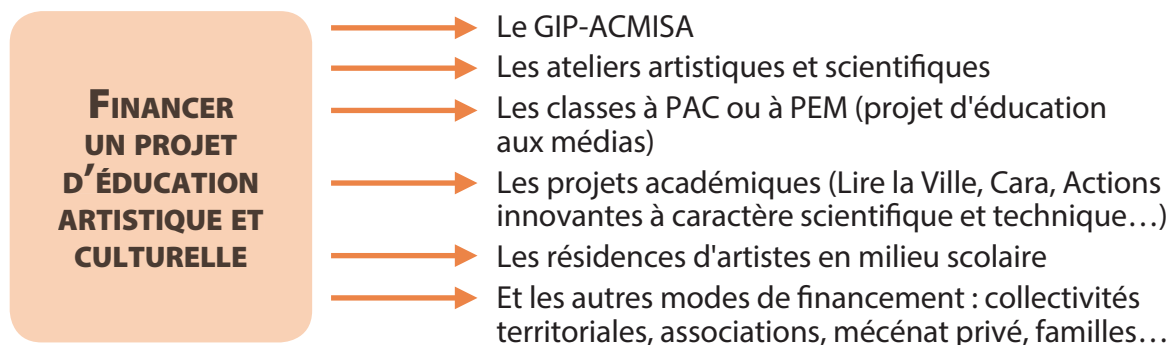 FINANCER
UN PROJET
D'ÉDUCATION
ARTISTIQUE ET
CULTURELLE
Le GIP-ACMISA
Les ateliers artistiques et scientifiques
Les classes à PAC ou à PEM (projet d'éducation
aux médias)
Les projets académiques (Lire la Ville, Cara, Actions
innovantes à caractère scientifique et technique…)
Les résidences d'artistes en milieu scolaire
Et les autres modes de financement : collectivités
territoriales, associations, mécénat privé, familles…